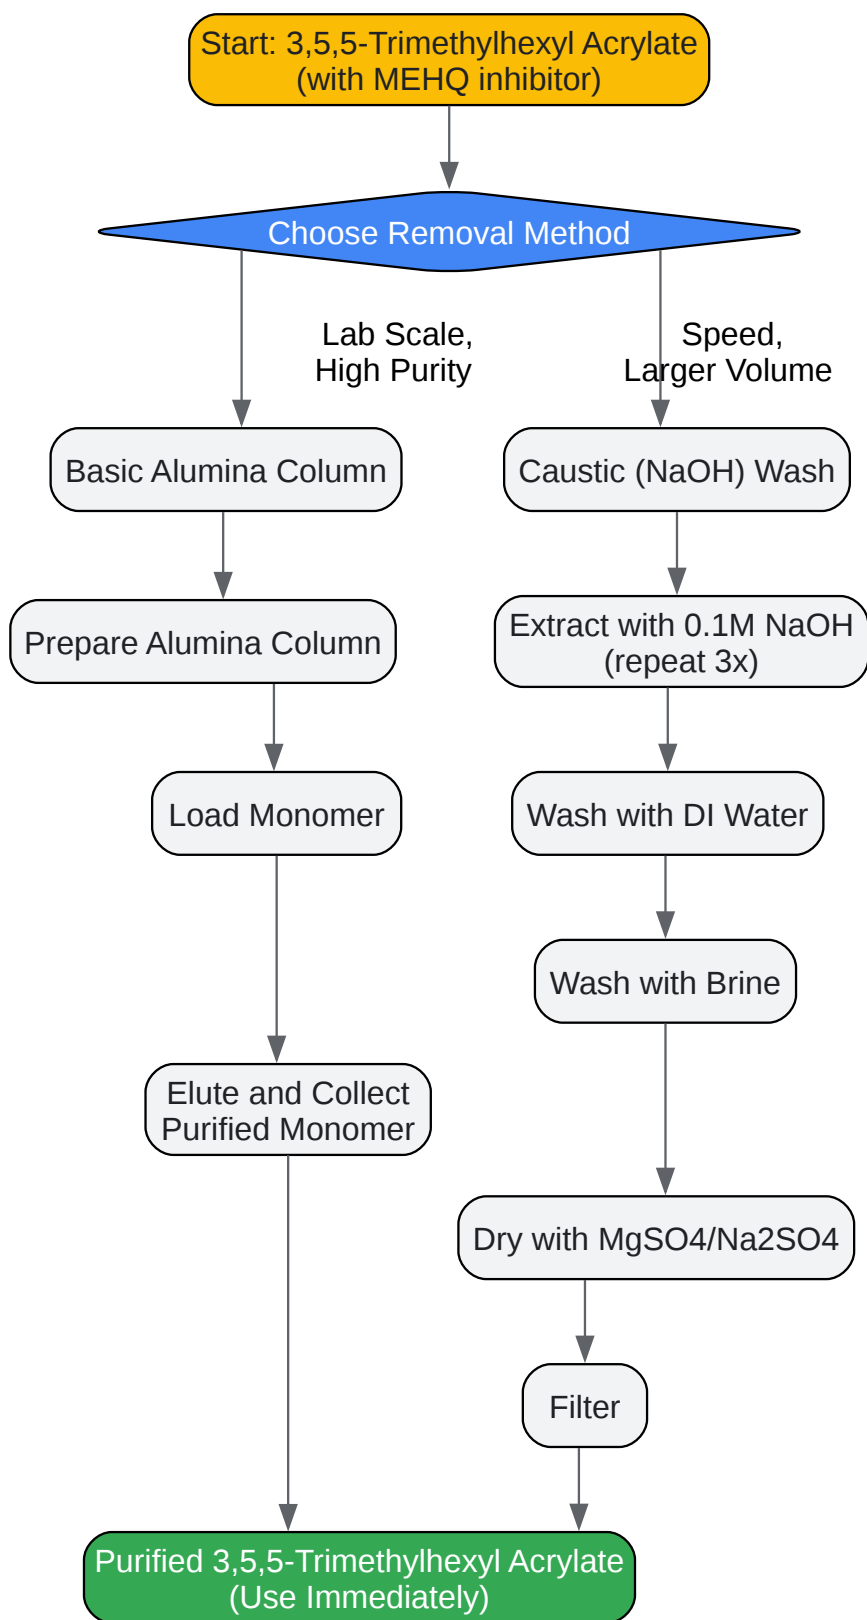 Start: 3,5,5-Trimethylhexyl Acrylate
(with MEHQ inhibitor)
Choose Removal Method
Lab Scale,
High Purity
Speed,
Larger Volume
Basic Alumina Column
Caustic (NaOH) Wash
Prepare Alumina Column
Extract with 0.1M NaOH
(repeat 3x)
Load Monomer
Wash with DI Water
Wash with Brine
Elute and Collect
Purified Monomer
Dry with MgSO4/Na2SO4
Filter
Purified 3,5,5-Trimethylhexyl Acrylate
(Use Immediately)